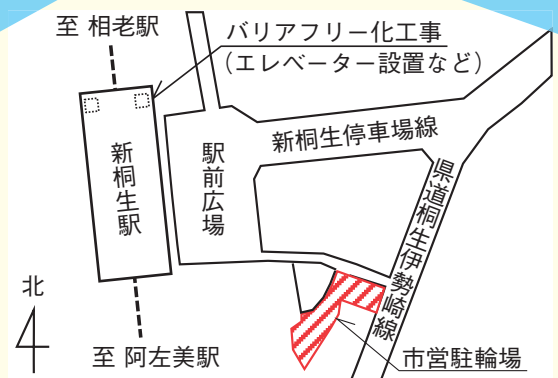 至 相老駅
バリアフリー化工事
(エレベーター設置など)
新桐生停車場線
新桐生駅
駅前広場
県道桐生伊勢崎線
北
至 阿左美駅
市営駐輪場